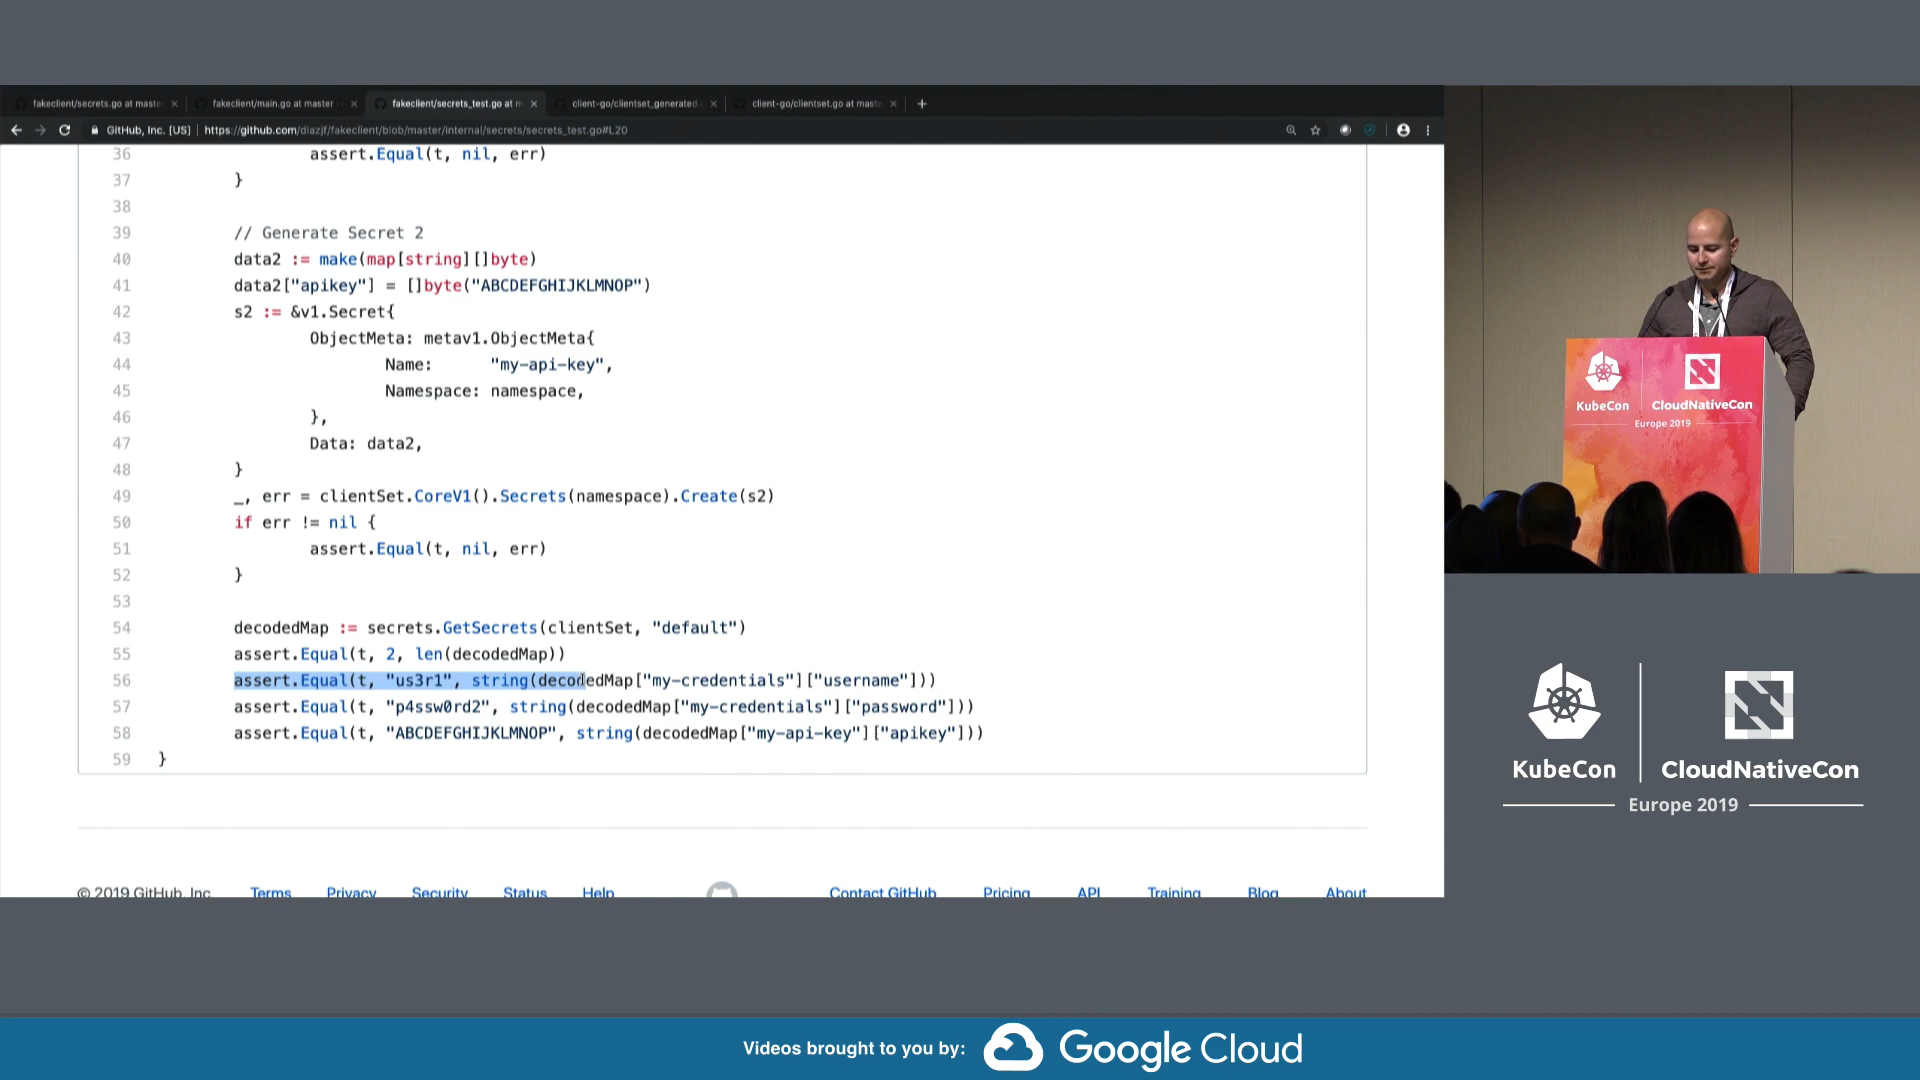 fakeclient/secrets.go at maste
fakeclient/main.go at master
fakeclient/secrets_test.go at m
client-go/clientset_generated
client-go/clientset.go at maste
GitHub, Inc. [US] | https://github.com/diazjf/fakeclient/blob/master/internal/secrets/secrets_test.go#L20
36 assert.Equal(t, nil, err)
37 }
38
39 // Generate Secret 2
40 data2 := make(map[string][]byte)
41 data2["apikey"] = []byte("ABCDEFGHIJKLMNOP")
42 s2 := &v1.Secret{
43 ObjectMeta: metav1.ObjectMeta{
44 Name: "my-api-key",
45 Namespace: namespace,
46 },
47 Data: data2,
48 }
49 _, err = clientSet.CoreV1().Secrets(namespace).Create(s2)
50 if err != nil {
51 assert.Equal(t, nil, err)
52 }
53
54 decodedMap := secrets.GetSecrets(clientSet, "default")
55 assert.Equal(t, 2, len(decodedMap))
56 assert.Equal(t, "us3r1", string(decodedMap["my-credentials"]["username"]))
57 assert.Equal(t, "p4ssw0rd2", string(decodedMap["my-credentials"]["password"]))
58 assert.Equal(t, "ABCDEFGHIJKLMNOP", string(decodedMap["my-api-key"]["apikey"]))
59 }
© 2019 GitHub, Inc. Terms Privacy Security Status Help Contact GitHub Pricing API Training Blog About
KubeCon CloudNativeCon
Europe 2019
KubeCon CloudNativeCon
Europe 2019
Videos brought to you by: Google Cloud